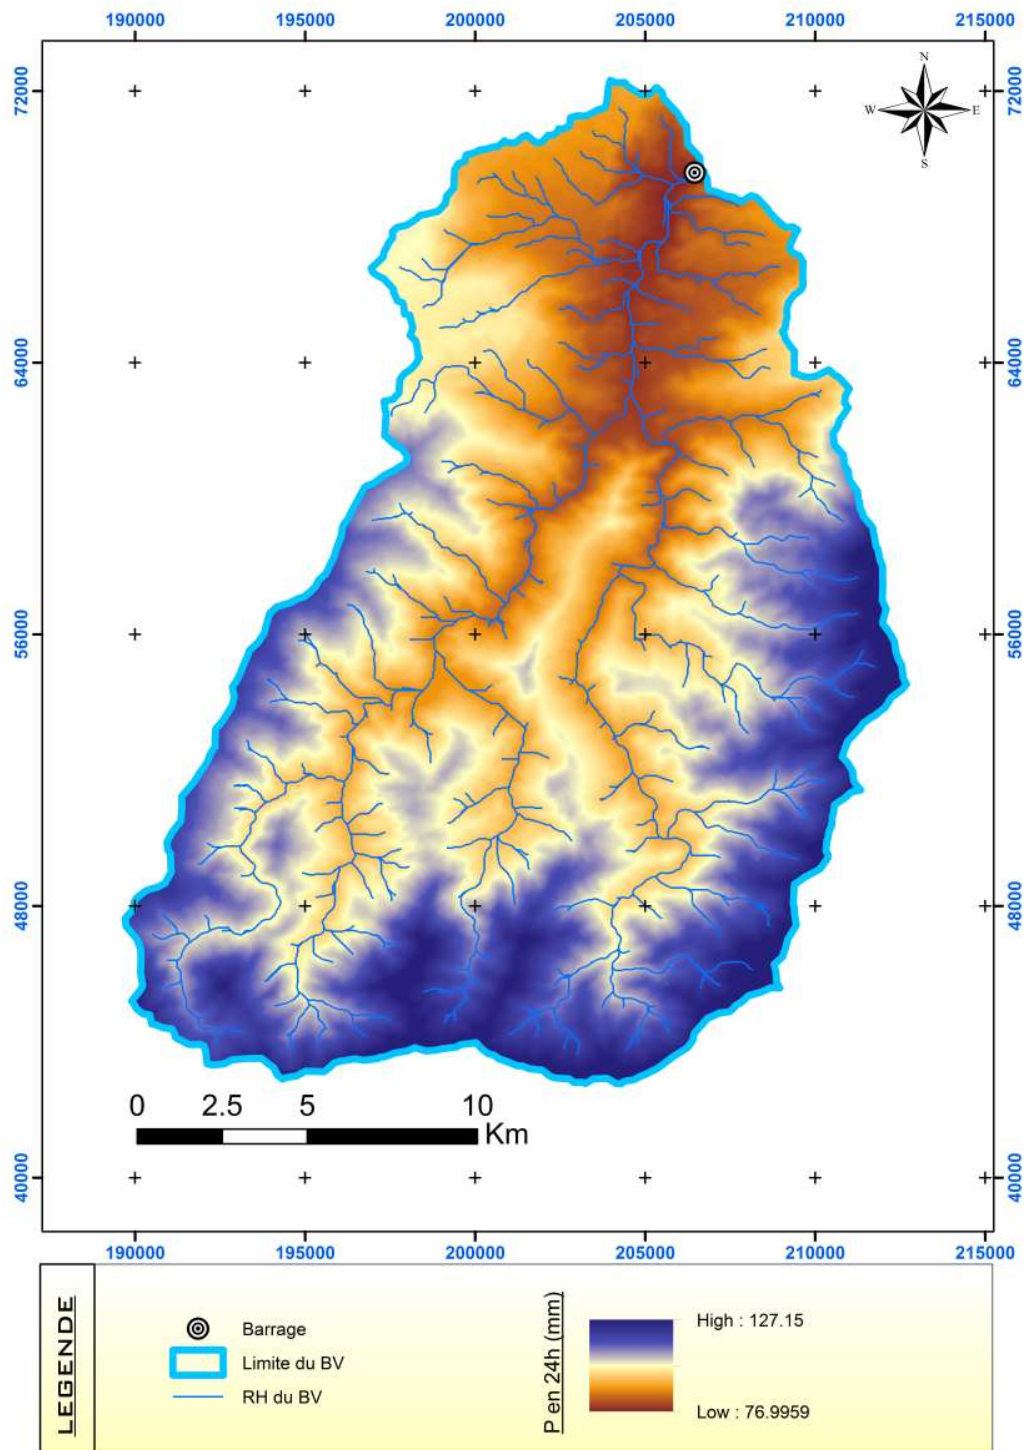 190000 195000 200000 205000 210000 215000
72000 72000
N
W E
S
64000 64000
56000 56000
48000 48000
0 2.5 5 10
Km
40000 40000
190000 195000 200000 205000 210000 215000
LEGENDE
Barrage
Limite du BV
RH du BV
P en 24h (mm)
High : 127.15
Low : 76.9959